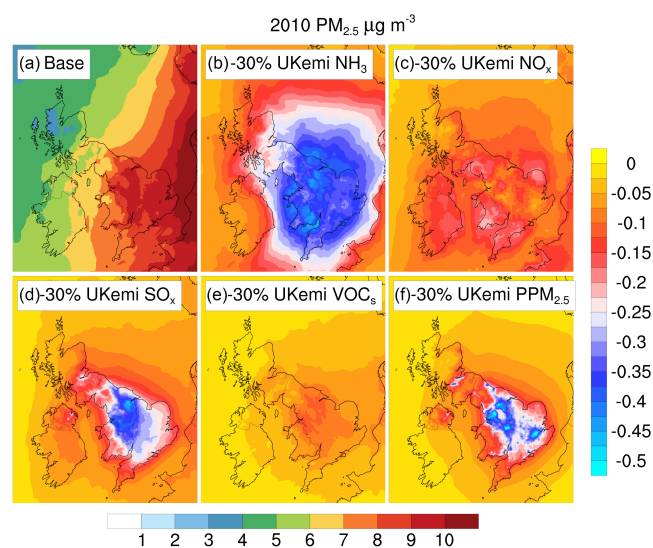 2010 PM2.5 µg m-3
(a) Base
(b)-30% UKemi NH3
(c)-30% UKemi NOx
(d)-30% UKemi SOx
(e)-30% UKemi VOCs
(f)-30% UKemi PPM2.5
0
-0.05
-0.1
-0.15
-0.2
-0.25
-0.3
-0.35
-0.4
-0.45
-0.5
1 2 3 4 5 6 7 8 9 10